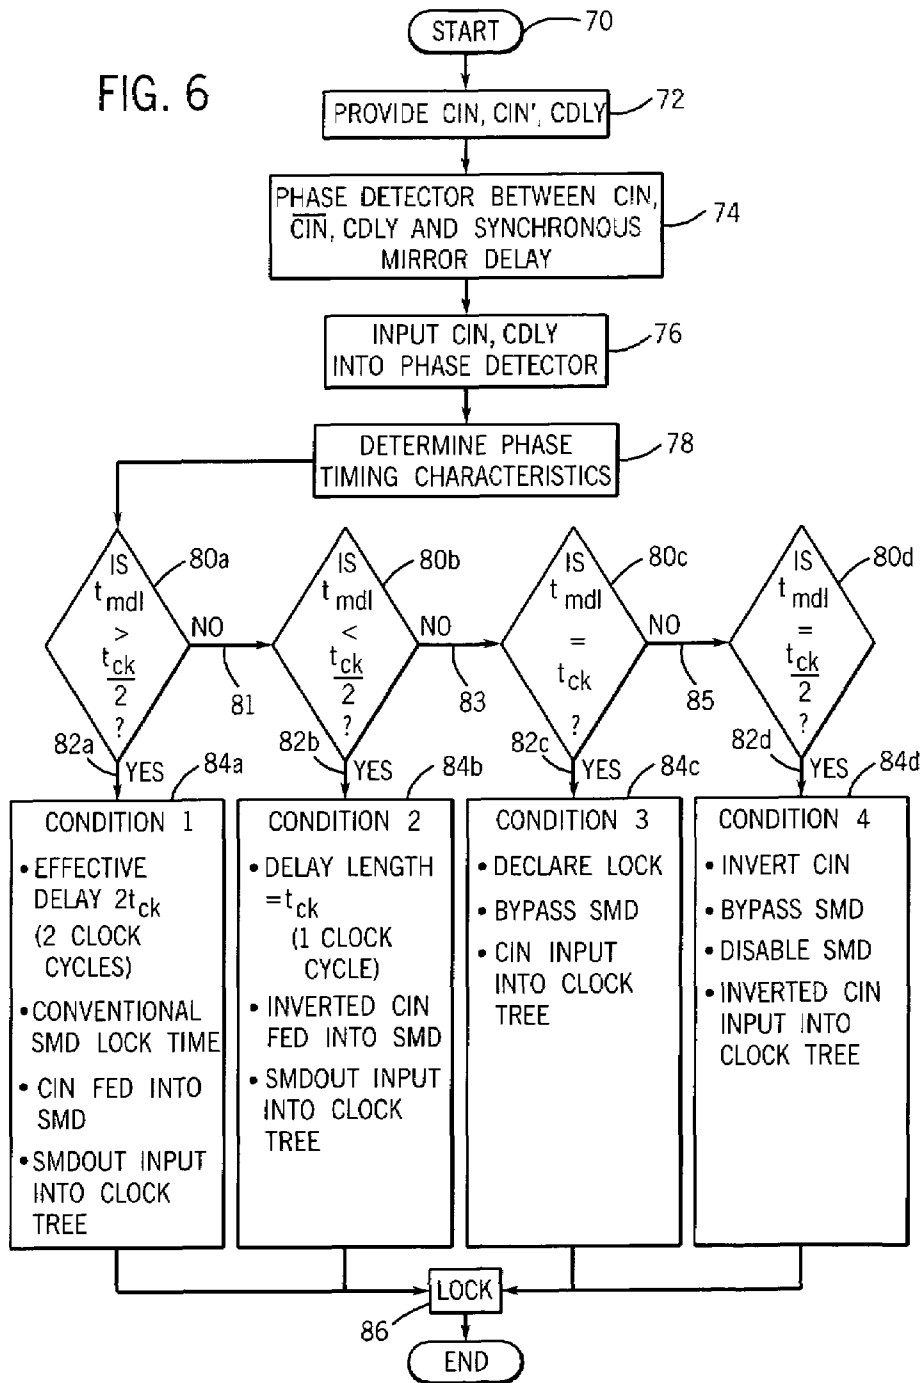 START
70
FIG. 6
PROVIDE CIN, CIN', CDLY
72
PHASE DETECTOR BETWEEN CIN,
C̅I̅N̅, CDLY AND SYNCHRONOUS
MIRROR DELAY
74
INPUT CIN, CDLY
INTO PHASE DETECTOR
76
DETERMINE PHASE
TIMING CHARACTERISTICS
78
IS
t mdl
>
t ck
2
?
80a
NO
81
IS
t mdl
<
t ck
2
?
80b
NO
83
IS
t mdl
=
t ck
?
80c
NO
85
IS
t mdl
=
t ck
2
?
80d
82a
YES
84a
82b
YES
84b
82c
YES
84c
82d
YES
84d
CONDITION 1
• EFFECTIVE
DELAY 2t ck
(2 CLOCK
CYCLES)
• CONVENTIONAL
SMD LOCK TIME
• CIN FED INTO
SMD
• SMDOUT INPUT
INTO CLOCK
TREE
CONDITION 2
• DELAY LENGTH
=t ck
(1 CLOCK
CYCLE)
• INVERTED CIN
FED INTO SMD
• SMDOUT INPUT
INTO CLOCK
TREE
CONDITION 3
• DECLARE LOCK
• BYPASS SMD
• CIN INPUT
INTO CLOCK
TREE
CONDITION 4
• INVERT CIN
• BYPASS SMD
• DISABLE SMD
• INVERTED CIN
INPUT INTO
CLOCK TREE
LOCK
86
END